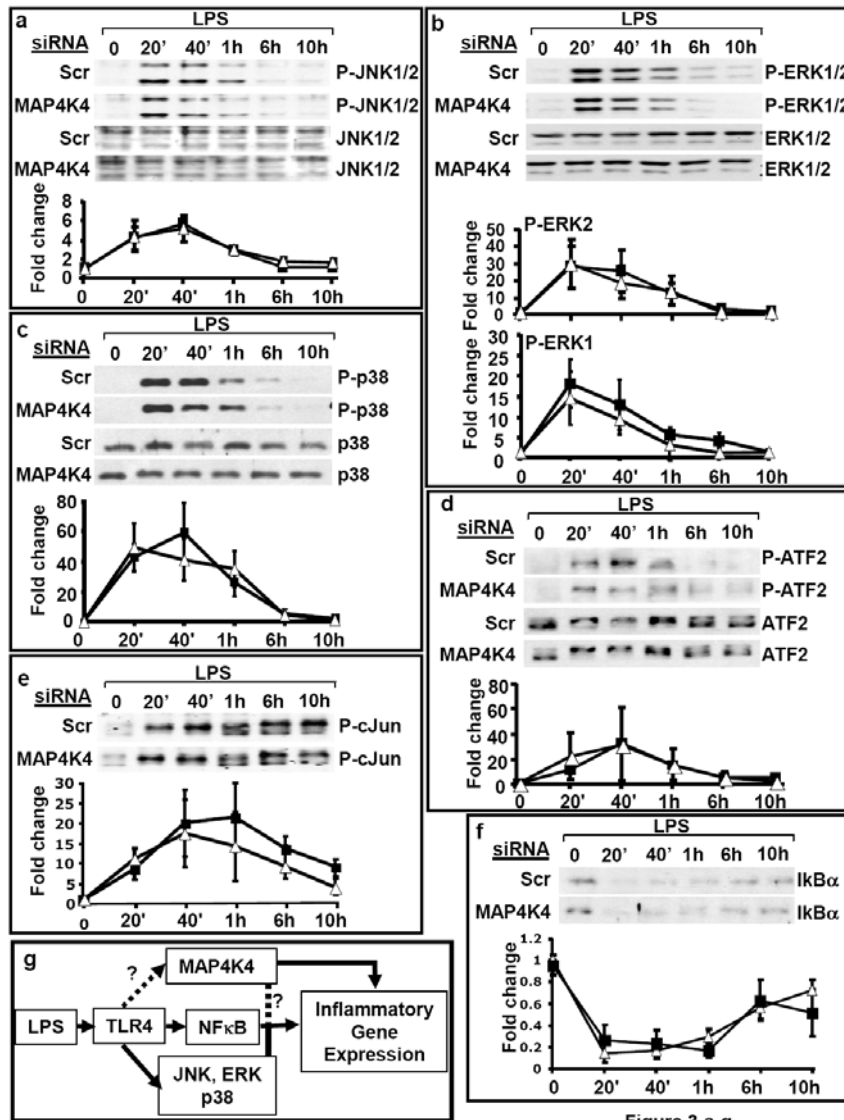 a
LPS
siRNA 0 20' 40' 1h 6h 10h
Scr P-JNK1/2
MAP4K4 P-JNK1/2
Scr JNK1/2
MAP4K4 JNK1/2
Fold change
8
6
4
2
0
0 20' 40' 1h 6h 10h
b
LPS
siRNA 0 20' 40' 1h 6h 10h
Scr P-ERK1/2
MAP4K4 P-ERK1/2
Scr ERK1/2
MAP4K4 ERK1/2
P-ERK2
Fold change
50
40
30
20
10
0
0 20' 40' 1h 6h 10h
P-ERK1
Fold change
30
25
20
15
10
5
0
0 20' 40' 1h 6h 10h
c
LPS
siRNA 0 20' 40' 1h 6h 10h
Scr P-p38
MAP4K4 P-p38
Scr p38
MAP4K4 p38
Fold change
80
60
40
20
0
0 20' 40' 1h 6h 10h
d
LPS
siRNA 0 20' 40' 1h 6h 10h
Scr P-ATF2
MAP4K4 P-ATF2
Scr ATF2
MAP4K4 ATF2
Fold change
80
60
40
20
0
0 20' 40' 1h 6h 10h
e
LPS
siRNA 0 20' 40' 1h 6h 10h
Scr P-cJun
MAP4K4 P-cJun
Fold change
30
25
20
15
10
5
0
0 20' 40' 1h 6h 10h
f
LPS
siRNA 0 20' 40' 1h 6h 10h
Scr IkBα
MAP4K4 IkBα
Fold change
1.2
1
0.8
0.6
0.4
0.2
0
0 20' 40' 1h 6h 10h
g
MAP4K4
?
?
LPS
TLR4
NFκB
Inflammatory
Gene
Expression
JNK, ERK
p38